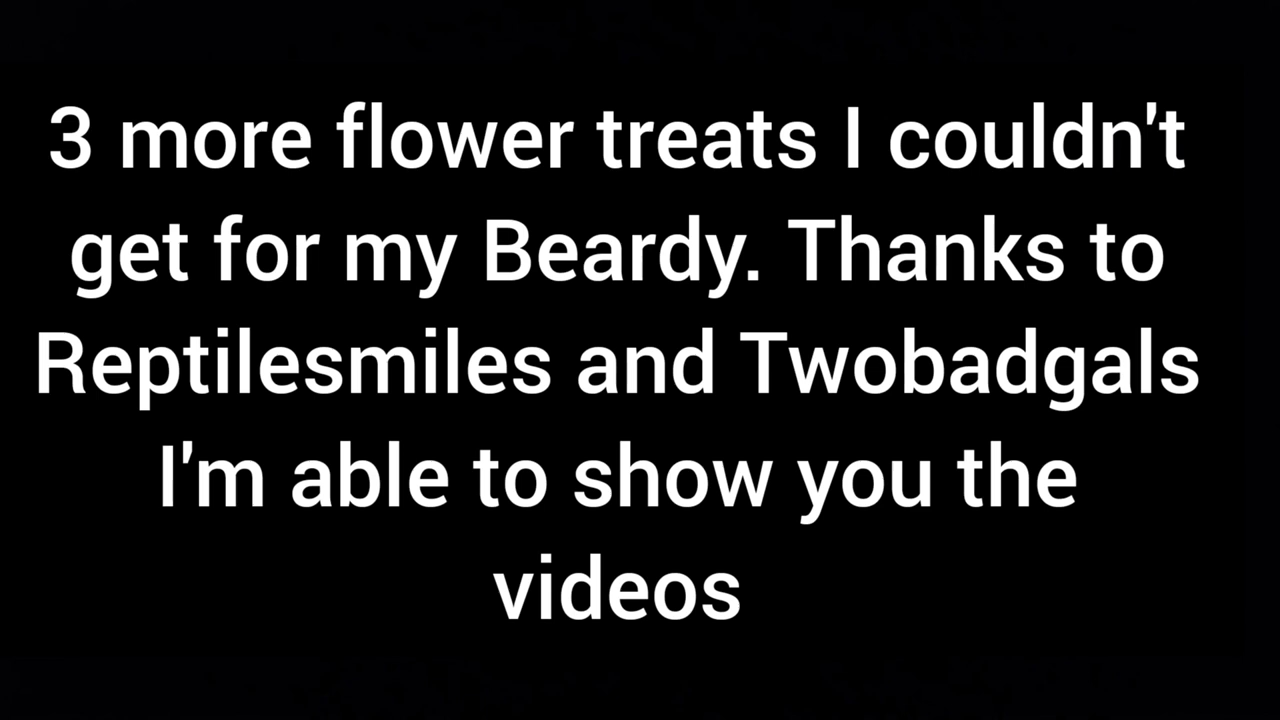 3 more flower treats I couldn't
get for my Beardy. Thanks to
Reptilesmiles and Twobadgals
I'm able to show you the
videos